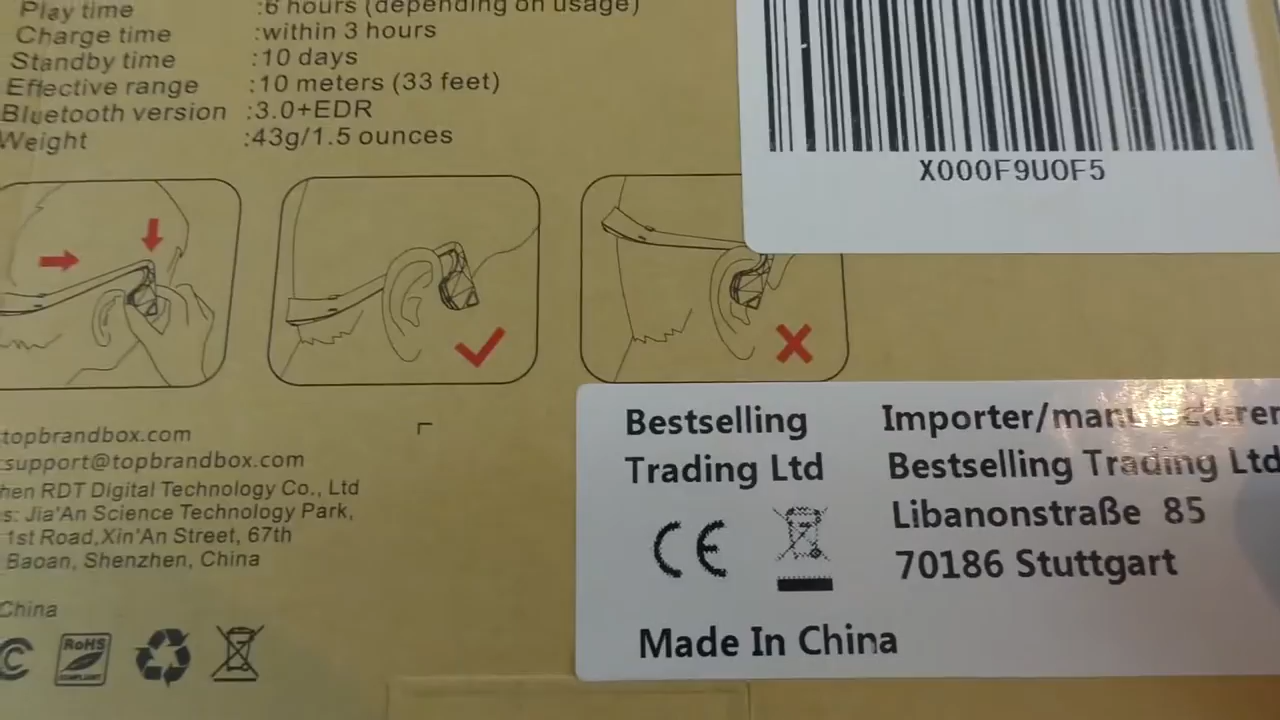 Play time :6 hours (depending on usage)
Charge time :within 3 hours
Standby time :10 days
Effective range :10 meters (33 feet)
Bluetooth version :3.0+EDR
Weight :43g/1.5 ounces
X000F9U0F5
topbrandbox.com
:support@topbrandbox.com
hen RDT Digital Technology Co., Ltd
s: Jia'An Science Technology Park,
1st Road,Xin'An Street, 67th
Baoan, Shenzhen, China
China
RoHS
COMPLIANT
Bestselling
Trading Ltd
CE
Made In China
Importer/manufacturer
Bestselling Trading Ltd
Libanonstraße 85
70186 Stuttgart